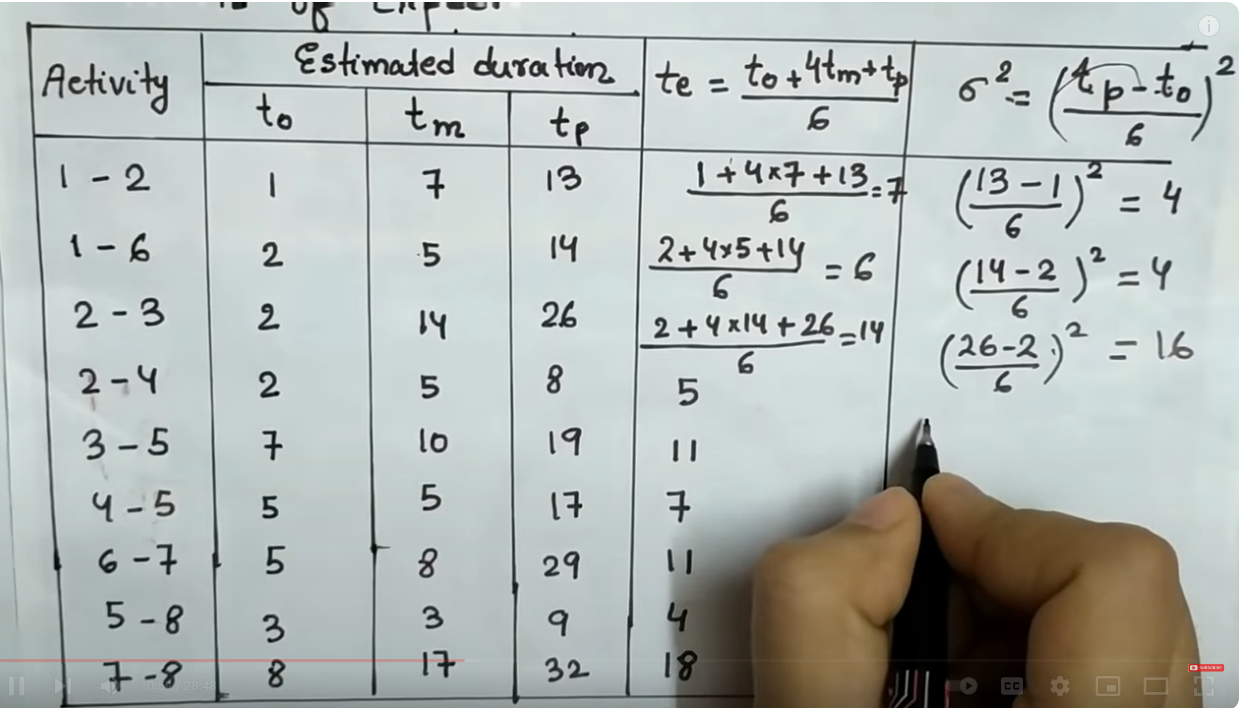 Activity Estimated duration te = (to + 4tm + tp)/6 σ² = ((tp - to)/6)²
to tm tp
1 - 2 1 7 13 (1 + 4×7 + 13)/6 = 7 ((13 - 1)/6)² = 4
1 - 6 2 5 14 (2 + 4×5 + 14)/6 = 6 ((14 - 2)/6)² = 4
2 - 3 2 14 26 (2 + 4×14 + 26)/6 = 14 ((26 - 2)/6)² = 16
2 - 4 2 5 8 5
3 - 5 7 10 19 11
4 - 5 5 5 17 7
6 - 7 5 8 29 11
5 - 8 3 3 9 4
7 - 8 8 17 32 18
CC